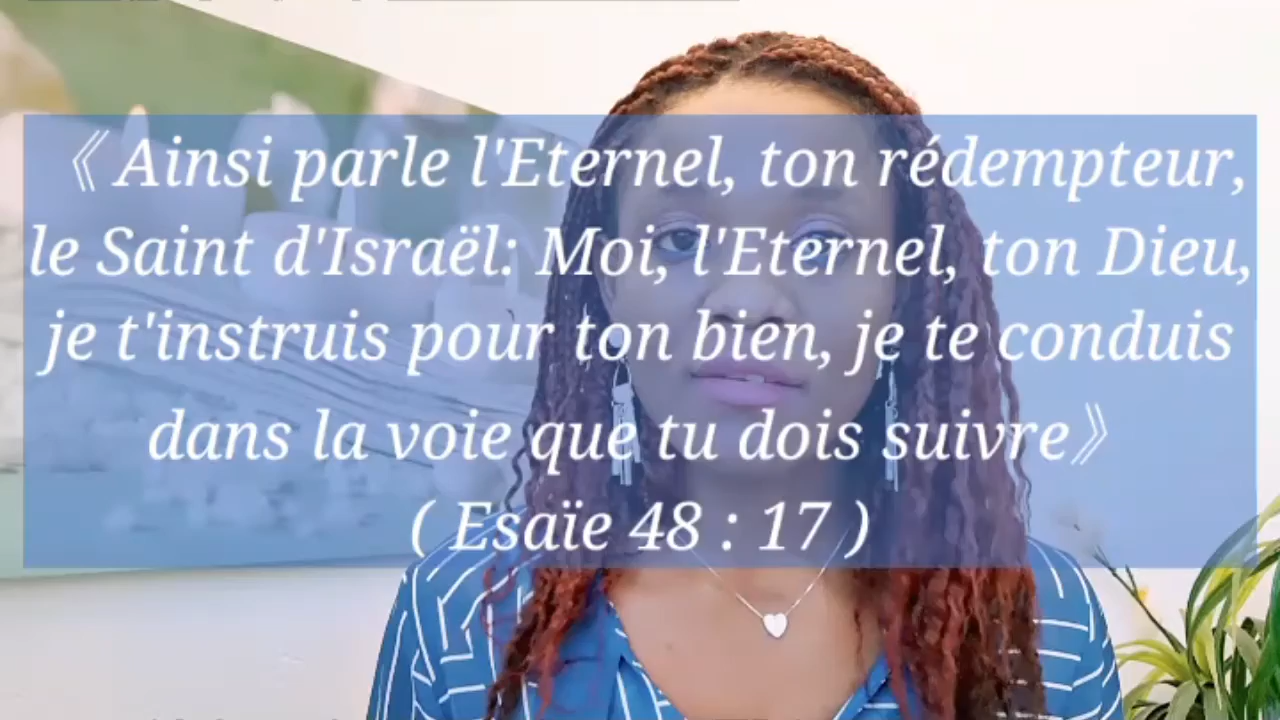 《Ainsi parle l'Eternel, ton rédempteur,
le Saint d'Israël: Moi, l'Eternel, ton Dieu,
je t'instruis pour ton bien, je te conduis
dans la voie que tu dois suivre》
( Esaïe 48 : 17 )